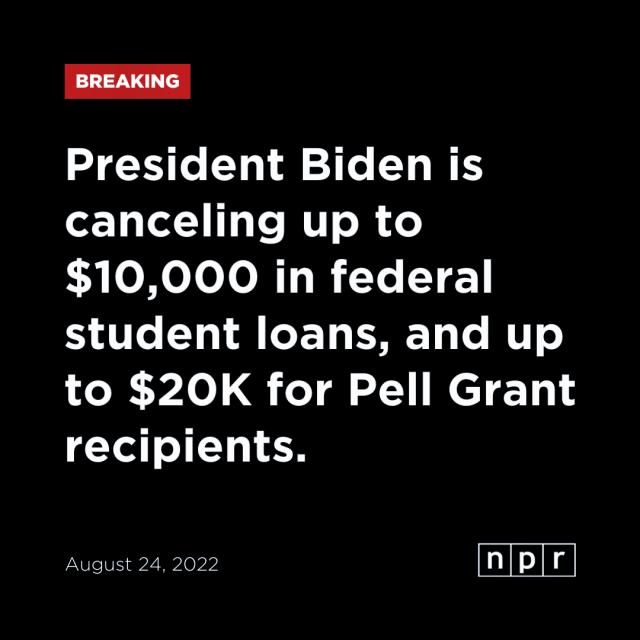 BREAKING
President Biden is
canceling up to
$10,000 in federal
student loans, and up
to $20K for Pell Grant
recipients.
August 24, 2022
npr